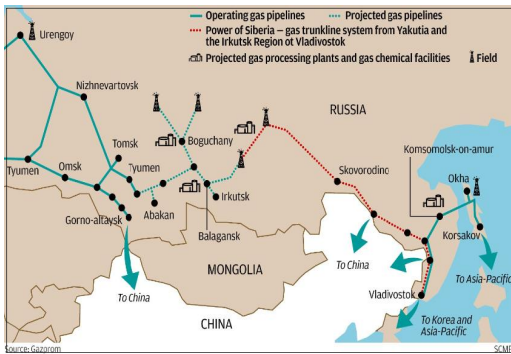 Operating gas pipelines
Projected gas pipelines
Power of Siberia – gas trunkline system from Yakutia and
the Irkutsk Region ot Vladivostok
Projected gas processing plants and gas chemical facilities
Field
Urengoy
Nizhnevartovsk
RUSSIA
Tomsk
Boguchany
Komsomolsk-on-amur
Tyumen
Omsk
Tyumen
Skovorodino
Okha
Gorno-altaysk
Abakan
Irkutsk
Balagansk
Korsakov
MONGOLIA
To China
To China
Vladivostok
To Asia-Pacific
CHINA
To Korea and
Asia-Pacific
Source: Gazprom
SCMP